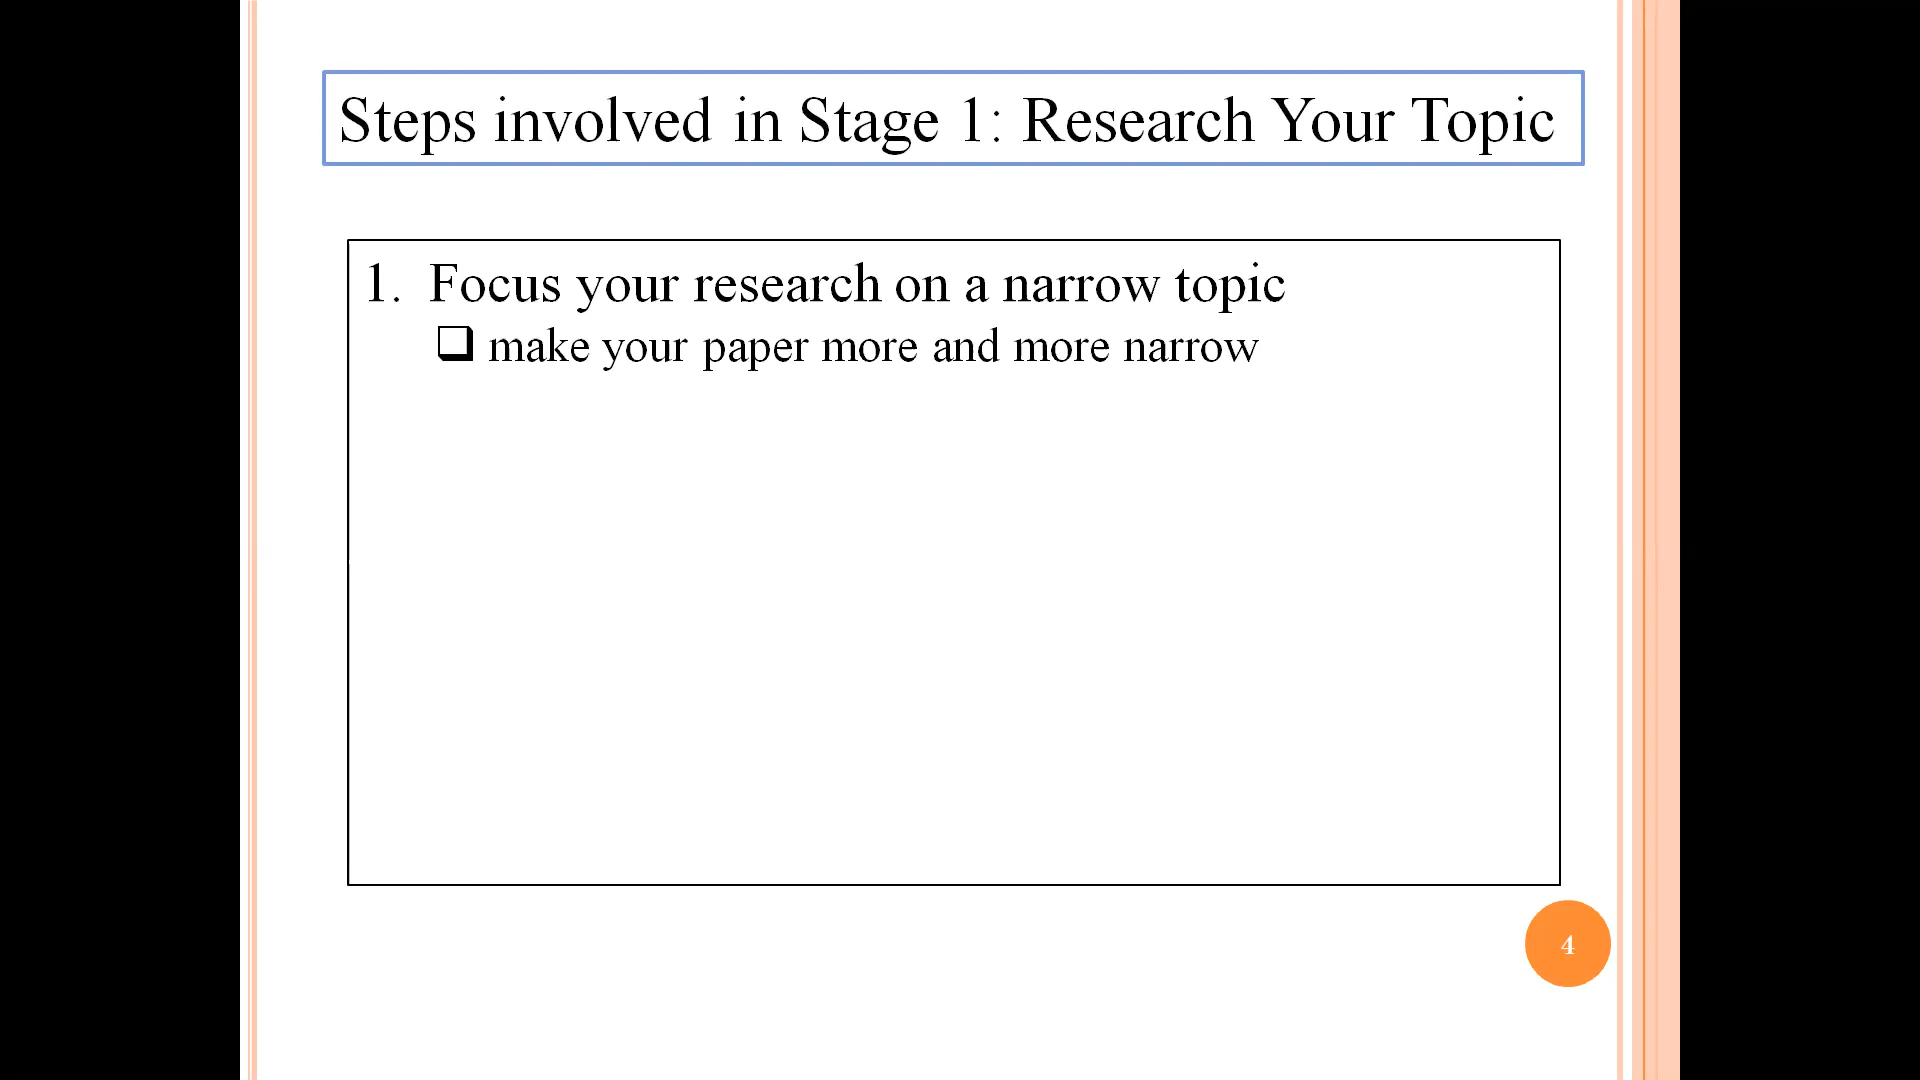 Steps involved in Stage 1: Research Your Topic
1. Focus your research on a narrow topic
❑ make your paper more and more narrow
4